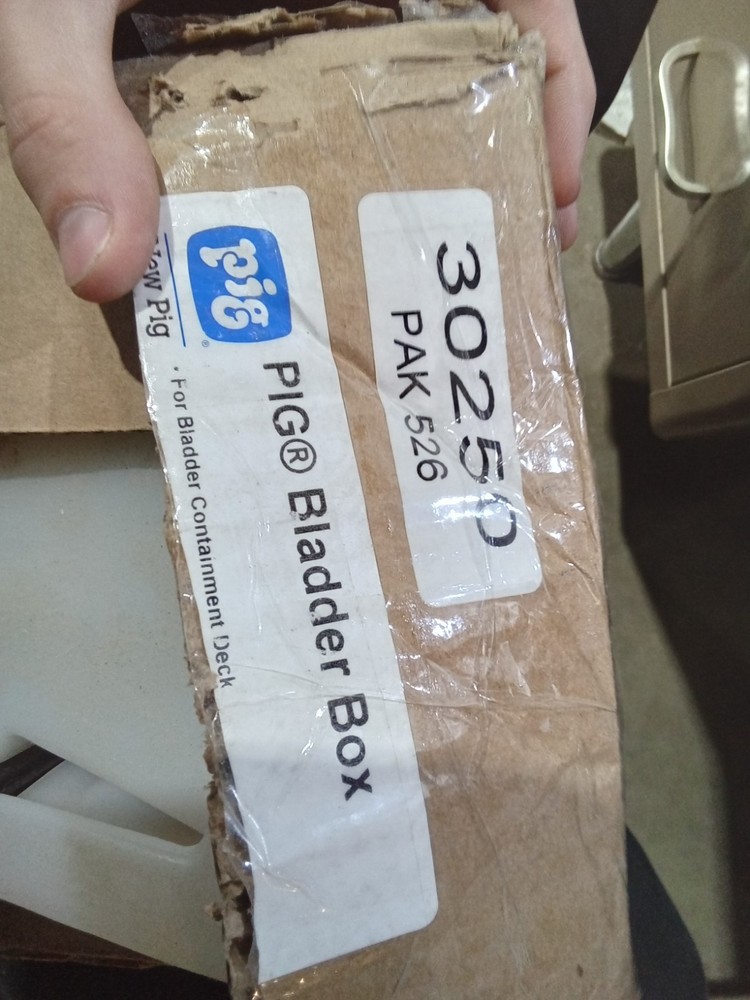 30250
PAK 526
pig®
PIG® Bladder Box
• For Bladder Containment Deck
New Pig